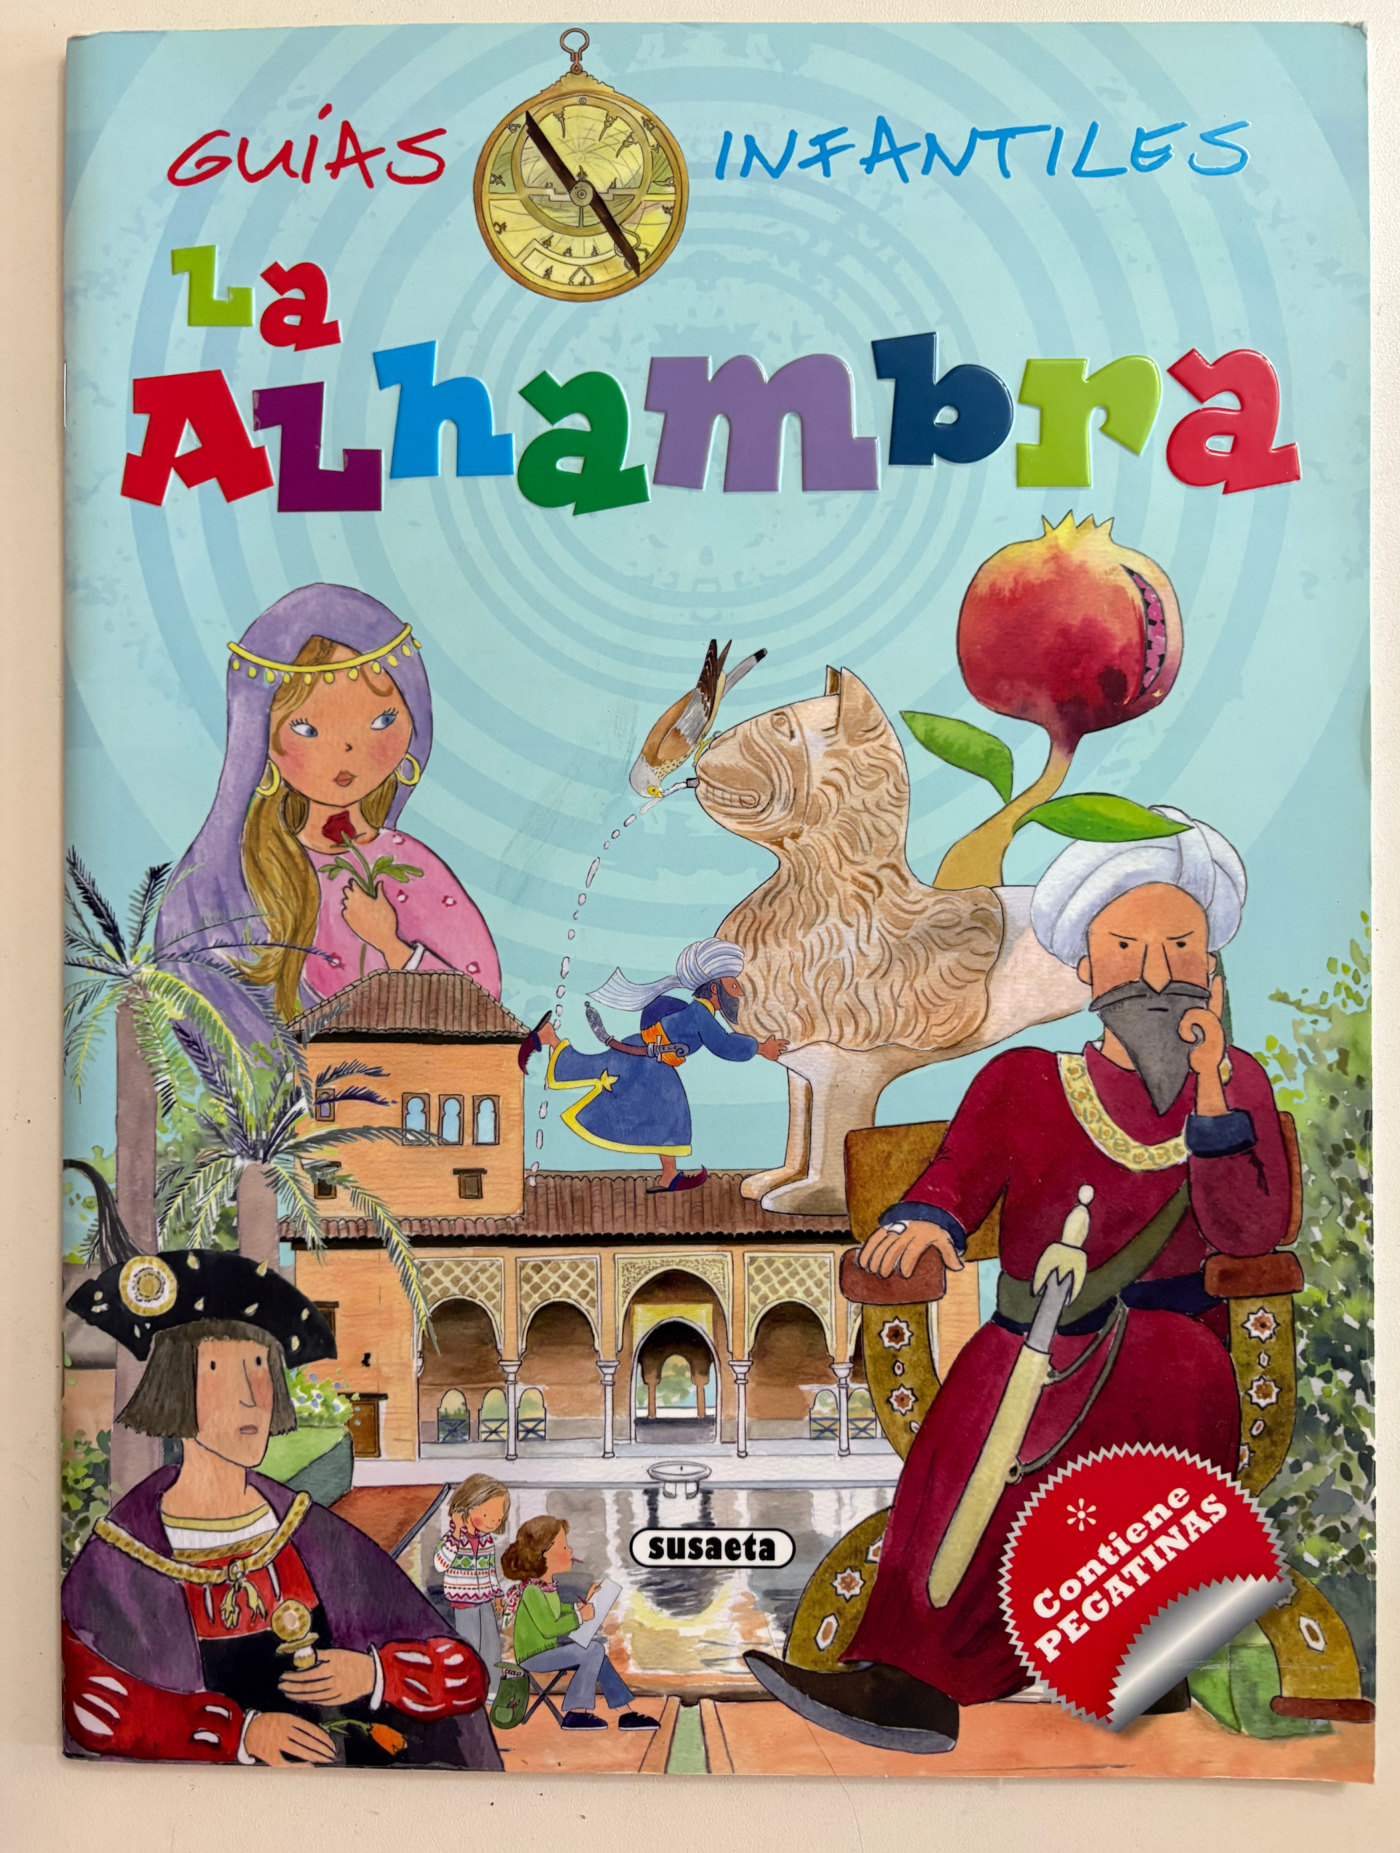 GUÍAS INFANTILES
La
ALhambra
susaeta
* Contiene
PEGATINAS